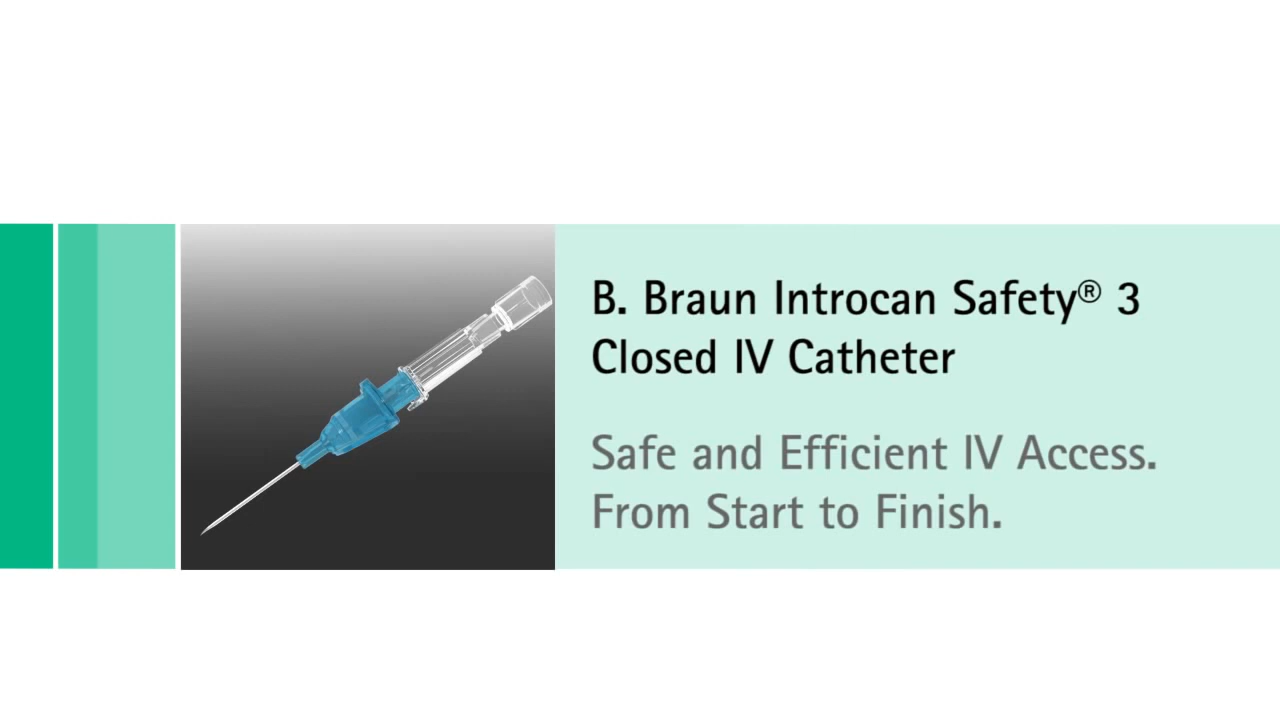 B. Braun Introcan Safety® 3
Closed IV Catheter
Safe and Efficient IV Access.
From Start to Finish.